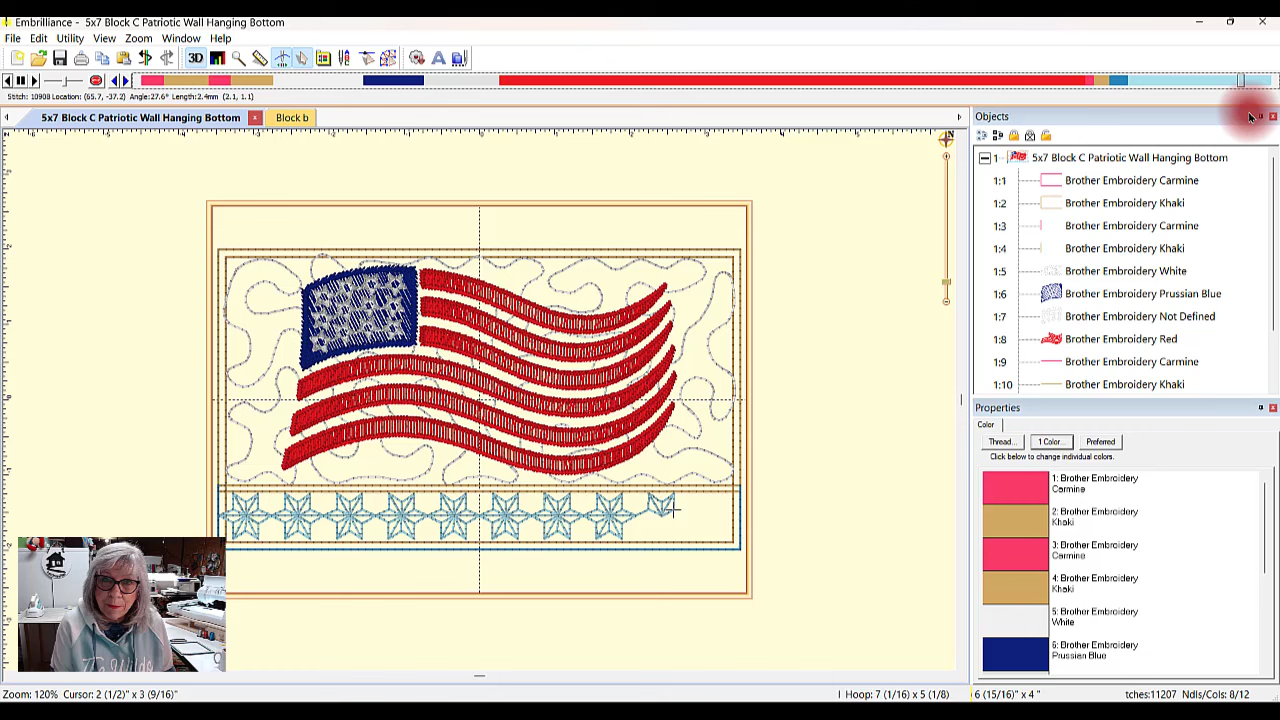 Embrilliance - 5x7 Block C Patriotic Wall Hanging Bottom
File Edit Utility View Zoom Window Help
3D
Stitch: 10908 Location: (65.7, -37.2) Angle:27.6° Length:2.4mm (2.1, 1.1)
5x7 Block C Patriotic Wall Hanging Bottom x Block b
N
Objects
1 5x7 Block C Patriotic Wall Hanging Bottom
1:1 Brother Embroidery Carmine
1:2 Brother Embroidery Khaki
1:3 Brother Embroidery Carmine
1:4 Brother Embroidery Khaki
1:5 Brother Embroidery White
1:6 Brother Embroidery Prussian Blue
1:7 Brother Embroidery Not Defined
1:8 Brother Embroidery Red
1:9 Brother Embroidery Carmine
1:10 Brother Embroidery Khaki
Properties
Color
Thread... 1 Color... Preferred
Click below to change individual colors.
1: Brother Embroidery
Carmine
2: Brother Embroidery
Khaki
3: Brother Embroidery
Carmine
4: Brother Embroidery
Khaki
5: Brother Embroidery
White
6: Brother Embroidery
Prussian Blue
Zoom: 120% Cursor: 2 (1/2)" x 3 (9/16)" Hoop: 7 (1/16) x 5 (1/8) 6 (15/16)" x 4 " tches:11207 Ndls/Cols: 8/12